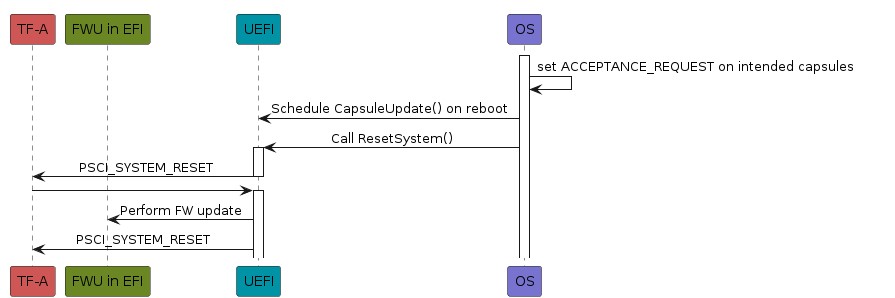 TF-A
FWU in EFI
UEFI
OS
set ACCEPTANCE_REQUEST on intended capsules
Schedule CapsuleUpdate() on reboot
Call ResetSystem()
PSCI_SYSTEM_RESET
Perform FW update
PSCI_SYSTEM_RESET
TF-A
FWU in EFI
UEFI
OS